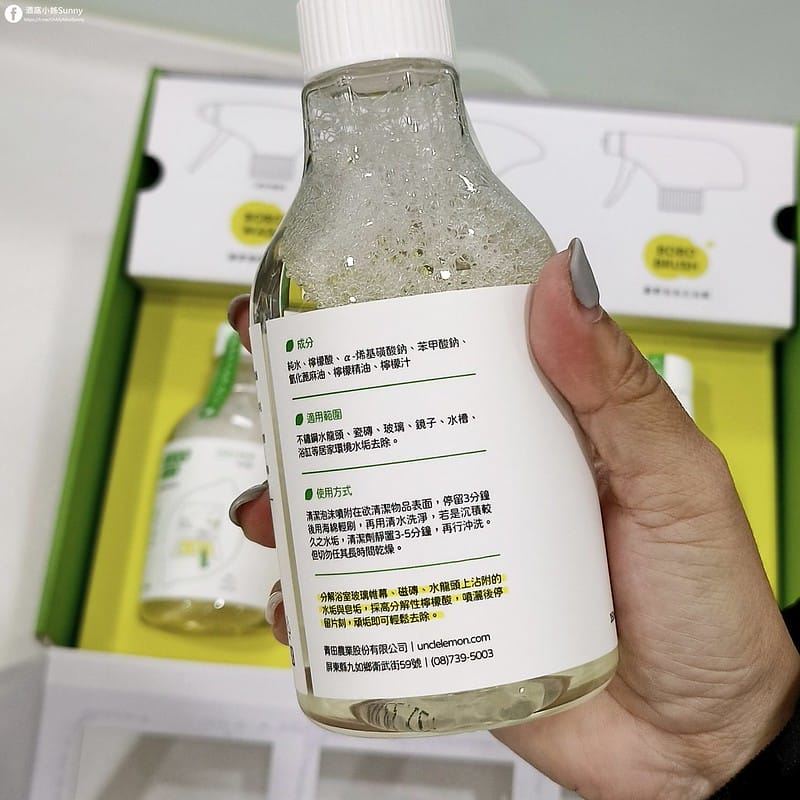 酒窩小姊Sunny
BOBO
BRUSH
成分
純水、檸檬酸、α-烯基磺酸鈉、苯甲酸鈉、
氫化蓖麻油、檸檬精油、檸檬汁
適用範圍
不鏽鋼水龍頭、瓷磚、玻璃、鏡子、水槽、
浴缸等居家環境水垢去除。
使用方式
清潔泡沫噴附在欲清潔物品表面,停留3分鐘
後用海綿輕刷,再用清水洗淨,若是沉積較
久之水垢,清潔劑靜置3-5分鐘,再行沖洗。
但切勿任其長時間乾燥。
分解浴室玻璃帷幕、磁磚、水龍頭上沾附的
水垢與皂垢,採高分解性檸檬酸,噴灑後停
留片刻,頑垢即可輕鬆去除。
青田農業股份有限公司 | unclelemon.com
屏東縣九如鄉衛武街59號 | (08)739-5003